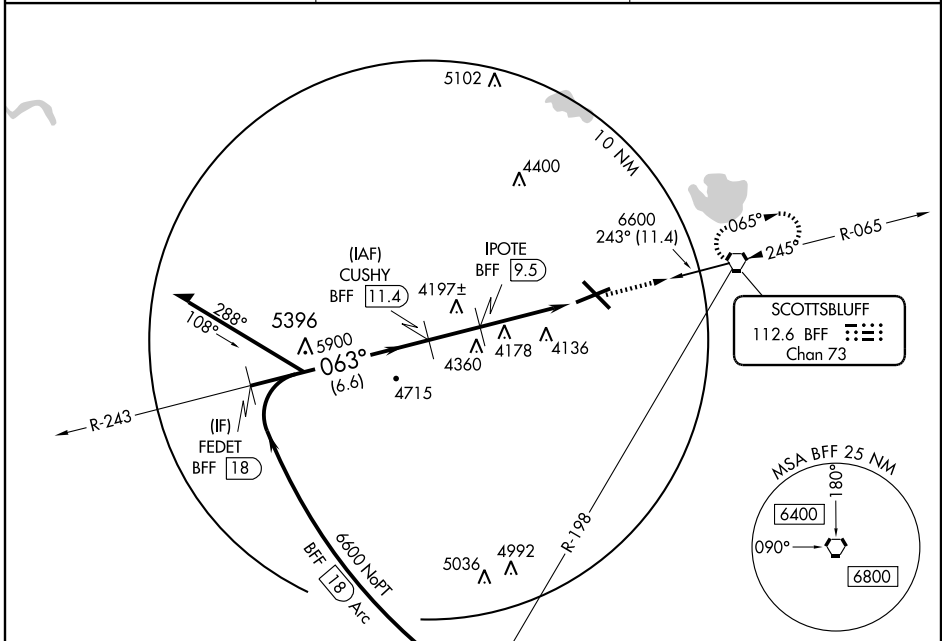 5102
10 NM
4400
6600
243° (11.4)
065°
245°
R-065
(IAF)
CUSHY
BFF 11.4
IPOTE
BFF 9.5
4197±
288°
108°
5396
5900
063°
(6.6)
4360
4178
4136
4715
SCOTTSBLUFF
112.6 BFF
Chan 73
R-243
(IF)
FEDET
BFF 18
6600 NoPT
BFF 18 Arc
R-198
5036
4992
MSA BFF 25 NM
180°
6400
090°
6800